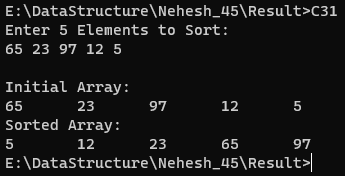 E:\DataStructure\Nehesh_45\Result>C31
Enter 5 Elements to Sort:
65 23 97 12 5

Initial Array:
65 23 97 12 5
Sorted Array:
5 12 23 65 97
E:\DataStructure\Nehesh_45\Result>